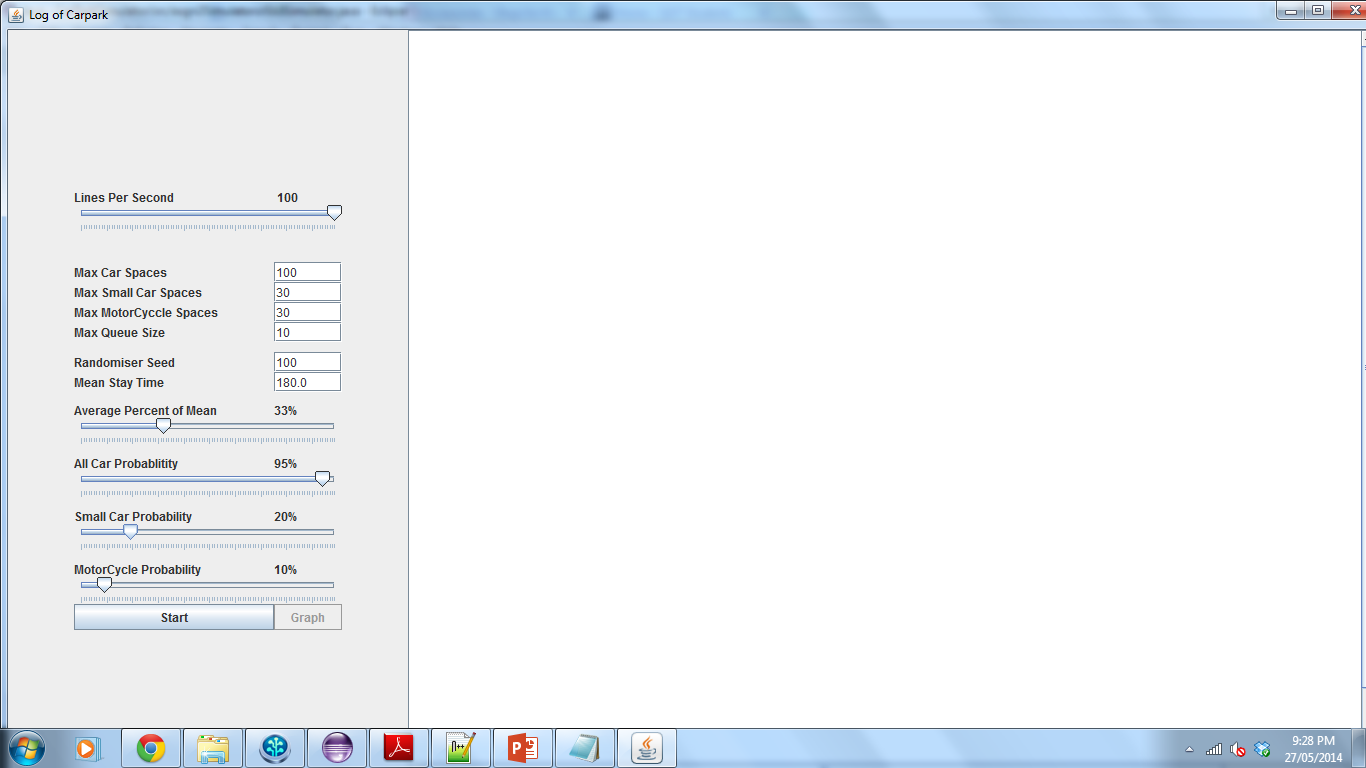 Log of Carpark
Lines Per Second 100
Max Car Spaces 100
Max Small Car Spaces 30
Max MotorCyccle Spaces 30
Max Queue Size 10
Randomiser Seed 100
Mean Stay Time 180.0
Average Percent of Mean 33%
All Car Probablitity 95%
Small Car Probability 20%
MotorCycle Probability 10%
Start Graph
9:28 PM
27/05/2014